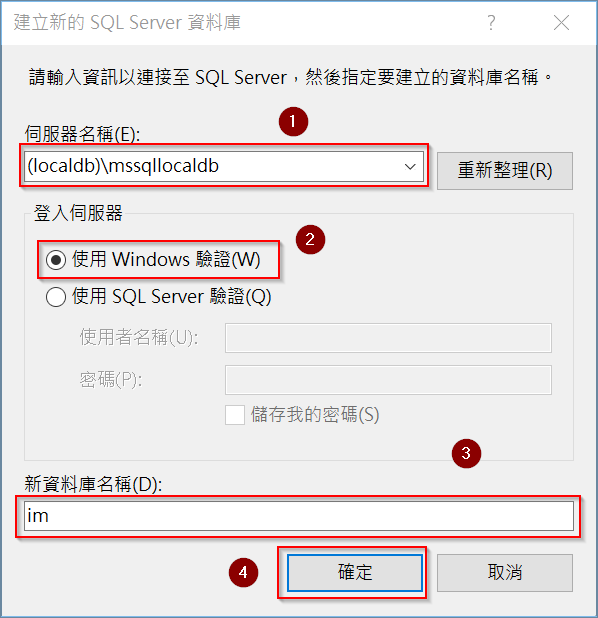 建立新的 SQL Server 資料庫 ?
請輸入資訊以連接至 SQL Server，然後指定要建立的資料庫名稱。
1
伺服器名稱(E):
(localdb)\mssqllocaldb
重新整理(R)
登入伺服器
2
使用 Windows 驗證(W)
使用 SQL Server 驗證(Q)
使用者名稱(U):
密碼(P):
儲存我的密碼(S)
3
新資料庫名稱(D):
im
4
確定
取消